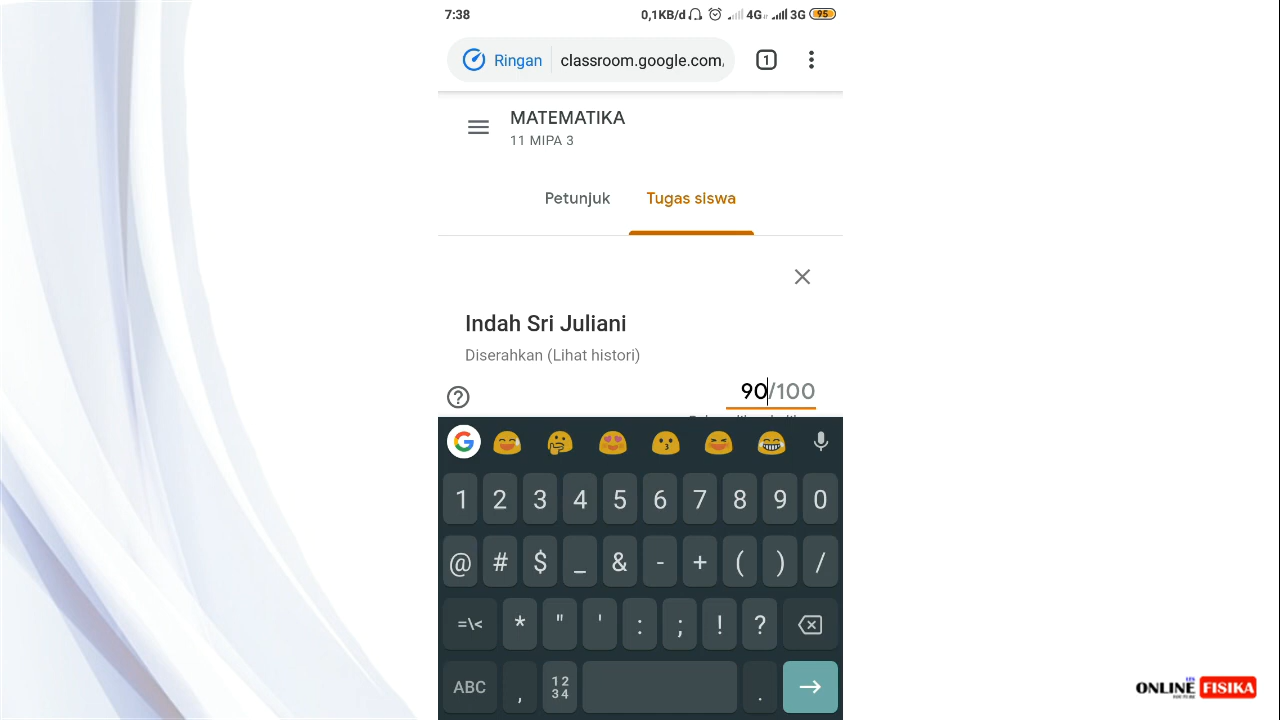 7:38 0,1KB/d 4G 3G 95
Ringan classroom.google.com/ 1
MATEMATIKA
11 MIPA 3
Petunjuk Tugas siswa
Indah Sri Juliani
Diserahkan (Lihat histori)
90/100
G
1 2 3 4 5 6 7 8 9 0
@ # $ _ & - + ( ) /
=\< * " ' : ; ! ?
ABC , 12 34 .
ONLINE FISIKA